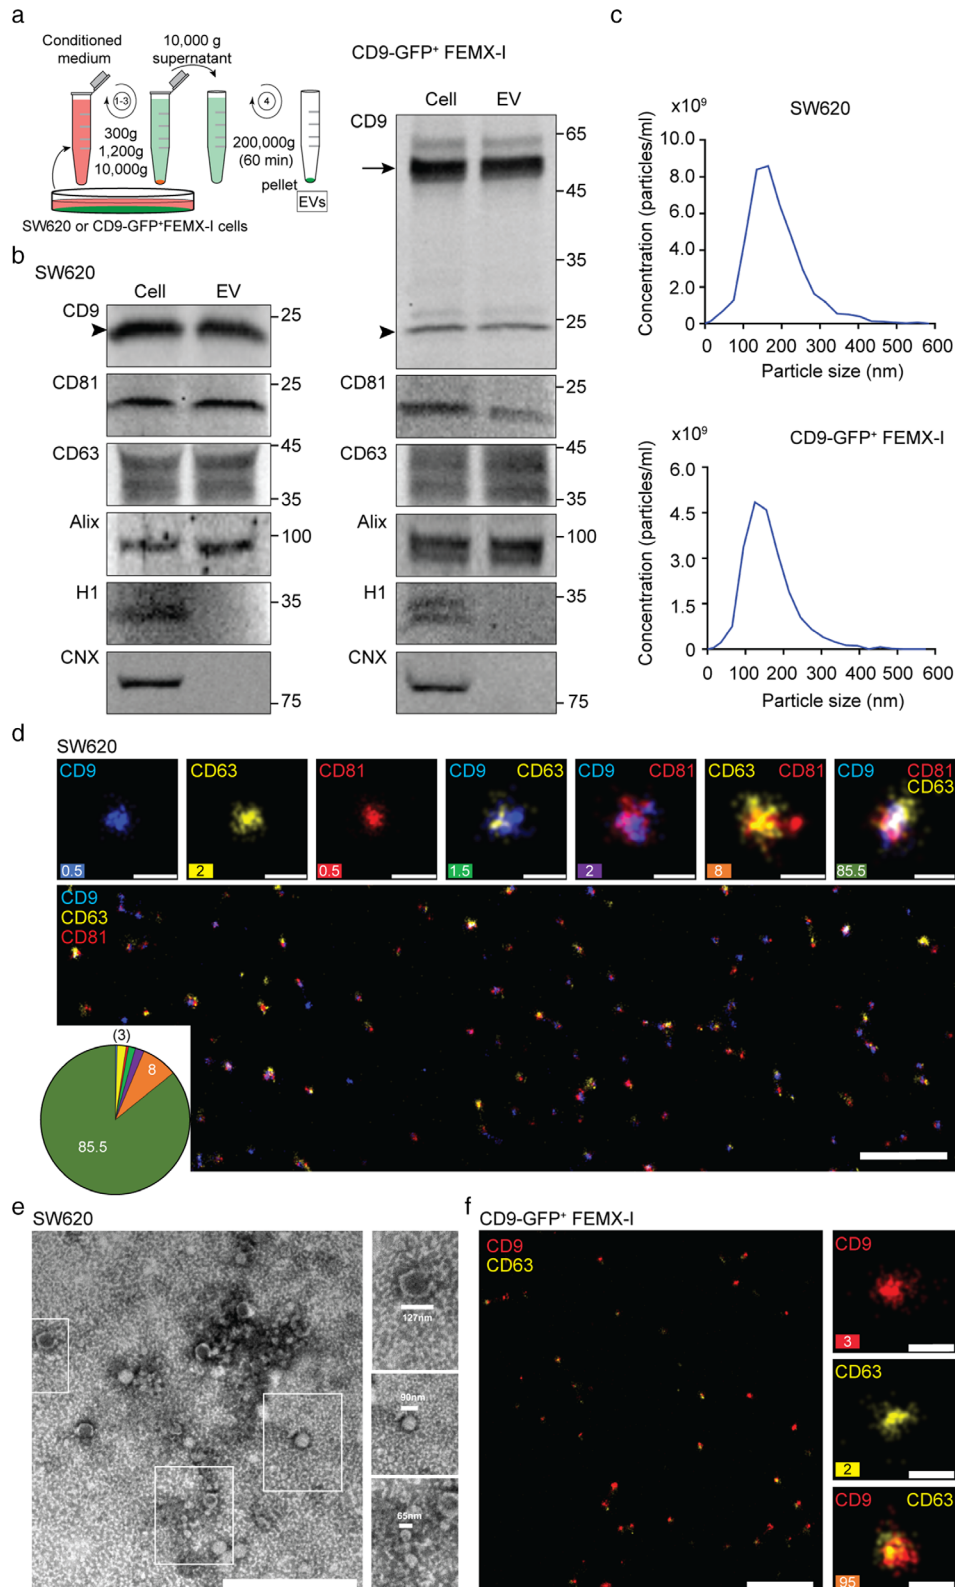 a
Conditioned
medium
10,000 g
supernatant
1-3
4
300g
1,200g
10,000g
200,000g
(60 min)
pellet
EVs
SW620 or CD9-GFP⁺FEMX-I cells
b
SW620
Cell EV
CD9
25
CD81
25
CD63
45
35
Alix
100
H1
35
CNX
75
CD9-GFP⁺ FEMX-I
Cell EV
CD9
65
45
35
25
CD81
25
CD63
45
35
Alix
100
H1
35
CNX
75
c
x10⁹
SW620
Concentration (particles/ml)
10.0
8.0
6.0
4.0
2.0
0
0 100 200 300 400 500 600
Particle size (nm)
x10⁹
CD9-GFP⁺ FEMX-I
Concentration (particles/ml)
6.0
4.5
3.0
1.5
0
0 100 200 300 400 500 600
Particle size (nm)
d
SW620
CD9
0.5
CD63
2
CD81
0.5
CD9 CD63
1.5
CD9 CD81
2
CD63 CD81
8
CD9 CD81
CD63
85.5
CD9
CD63
CD81
(3)
8
85.5
e
SW620
127nm
90nm
65nm
f
CD9-GFP⁺ FEMX-I
CD9
CD63
CD9
3
CD63
2
CD9 CD63
95